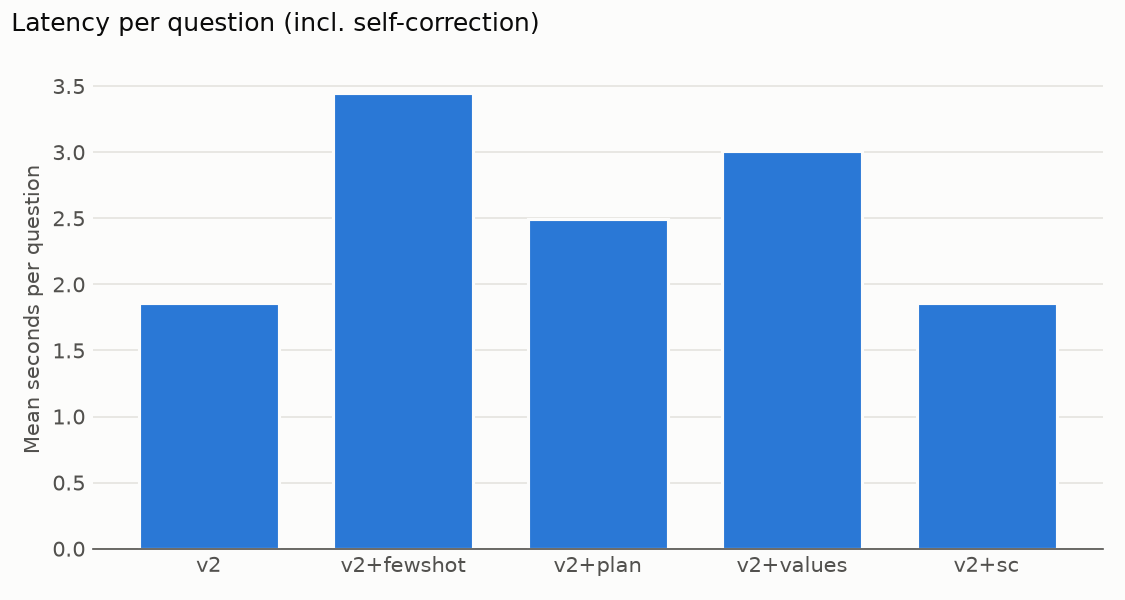 Latency per question (incl. self-correction)
Mean seconds per question
3.5
3.0
2.5
2.0
1.5
1.0
0.5
0.0
v2 v2+fewshot v2+plan v2+values v2+sc